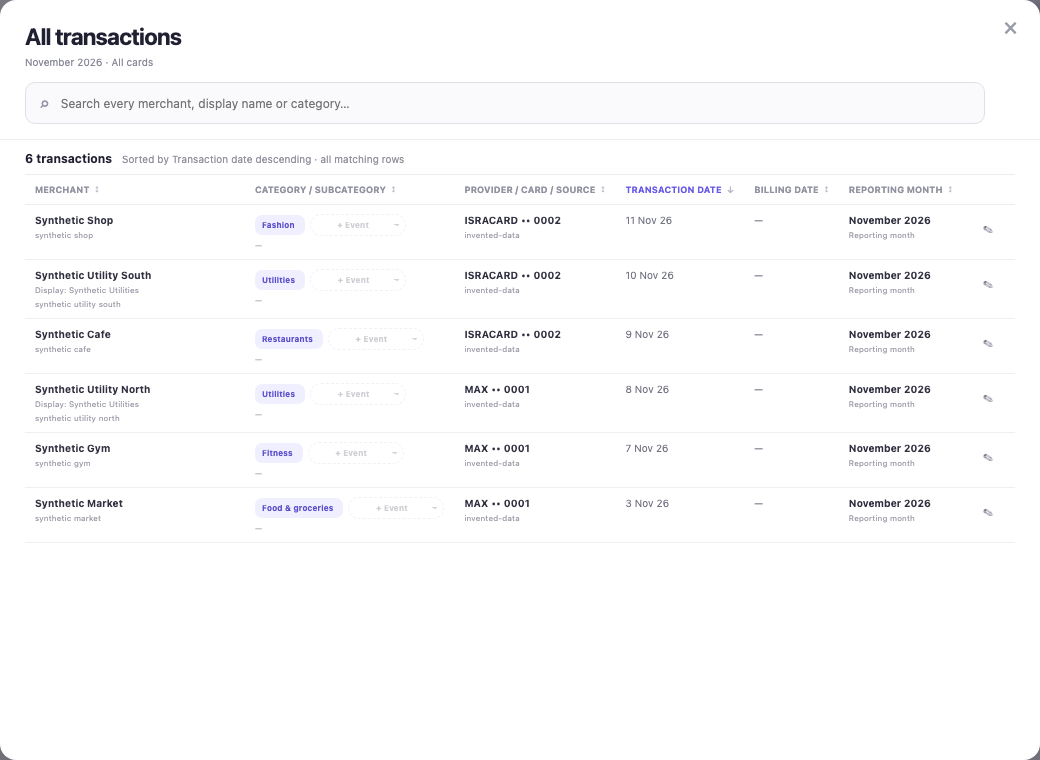 All transactions
November 2026 · All cards
Search every merchant, display name or category...
6 transactions Sorted by Transaction date descending · all matching rows
MERCHANT ↕ CATEGORY / SUBCATEGORY ↕ PROVIDER / CARD / SOURCE ↕ TRANSACTION DATE ↓ BILLING DATE ↕ REPORTING MONTH ↕
Synthetic Shop Fashion + Event ISRACARD •• 0002 11 Nov 26 — November 2026
synthetic shop — invented-data Reporting month
Synthetic Utility South Utilities + Event ISRACARD •• 0002 10 Nov 26 — November 2026
Display: Synthetic Utilities — invented-data Reporting month
synthetic utility south
Synthetic Cafe Restaurants + Event ISRACARD •• 0002 9 Nov 26 — November 2026
synthetic cafe — invented-data Reporting month
Synthetic Utility North Utilities + Event MAX •• 0001 8 Nov 26 — November 2026
Display: Synthetic Utilities — invented-data Reporting month
synthetic utility north
Synthetic Gym Fitness + Event MAX •• 0001 7 Nov 26 — November 2026
synthetic gym — invented-data Reporting month
Synthetic Market Food & groceries + Event MAX •• 0001 3 Nov 26 — November 2026
synthetic market — invented-data Reporting month